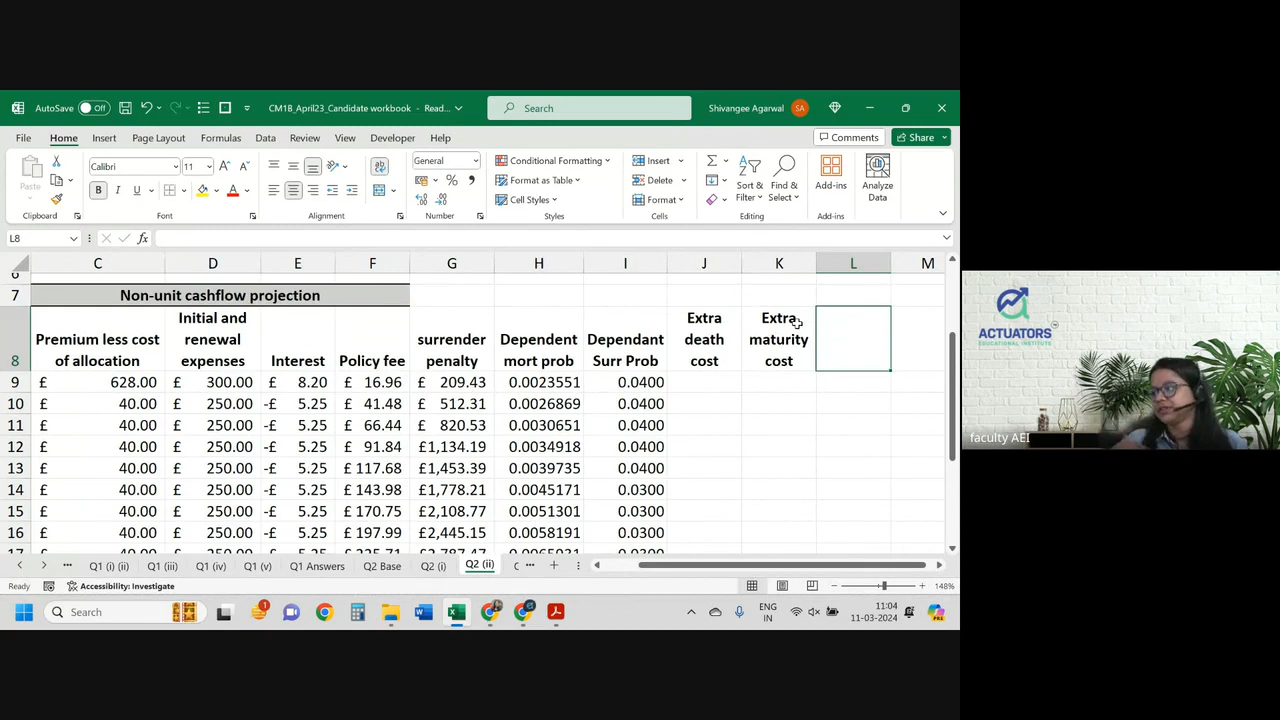 AutoSave Off CM1B_April23_Candidate workbook - Read... Search Shivangee Agarwal SA
File Home Insert Page Layout Formulas Data Review View Developer Help Comments Share
Paste Calibri 11 A A General Conditional Formatting Insert Sort & Filter Find & Select Add-ins Analyze Data
B I U A % Format as Table Delete
Cell Styles Format
Clipboard Font Alignment Number Styles Cells Editing Add-ins
L8 fx
C D E F G H I J K L M
6
7 Non-unit cashflow projection
8 Premium less cost of allocation Initial and renewal expenses Interest Policy fee surrender penalty Dependent mort prob Dependant Surr Prob Extra death cost Extra maturity cost
9 £ 628.00 £ 300.00 £ 8.20 £ 16.96 £ 209.43 0.0023551 0.0400
10 £ 40.00 £ 250.00 -£ 5.25 £ 41.48 £ 512.31 0.0026869 0.0400
11 £ 40.00 £ 250.00 -£ 5.25 £ 66.44 £ 820.53 0.0030651 0.0400
12 £ 40.00 £ 250.00 -£ 5.25 £ 91.84 £1,134.19 0.0034918 0.0400
13 £ 40.00 £ 250.00 -£ 5.25 £ 117.68 £1,453.39 0.0039735 0.0400
14 £ 40.00 £ 250.00 -£ 5.25 £ 143.98 £1,778.21 0.0045171 0.0300
15 £ 40.00 £ 250.00 -£ 5.25 £ 170.75 £2,108.77 0.0051301 0.0300
16 £ 40.00 £ 250.00 -£ 5.25 £ 197.99 £2,445.15 0.0058191 0.0300
17
... Q1 (i) (ii) Q1 (iii) Q1 (iv) Q1 (v) Q1 Answers Q2 Base Q2 (i) Q2 (ii)
Ready Accessibility: Investigate 148%
Search 1 ENG IN 11:04 11-03-2024
ACTUATORS
EDUCATIONAL INSTITUTE
faculty AEI